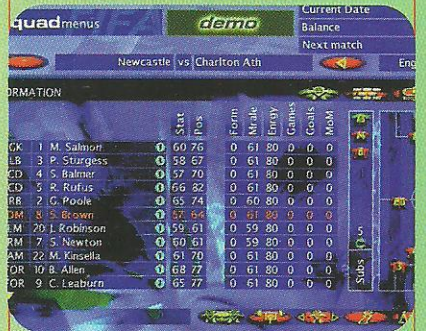 quadmenus
demo
Current Date
Balance
Next match
Newcastle vs Charlton Ath
Eng
ORMATION
Stat Pos Form Mrale Enrgy Games Goals MoM
GK 1 M. Salmon 60 76 0 61 80 0 0 0
LB 3 P. Sturgess 58 67 0 61 80 0 0 0
CD 4 S. Balmer 57 70 0 61 80 0 0 0
CD 5 R. Rufus 66 82 0 61 80 0 0 0
RB 2 G. Poole 65 74 0 60 80 0 0 0
DM 8 S. Brown 57 64 0 61 80 0 0 0
LM 20 J. Robinson 59 61 0 59 80 0 0 0
RM 7 S. Newton 60 61 0 59 80 0 0 0
AM 22 M. Kinsella 61 70 0 61 80 0 0 0
FOR 10 B. Allen 68 77 0 61 80 0 0 0
FOR 9 C. Leaburn 65 77 0 61 80 0 0 0
5
Subs